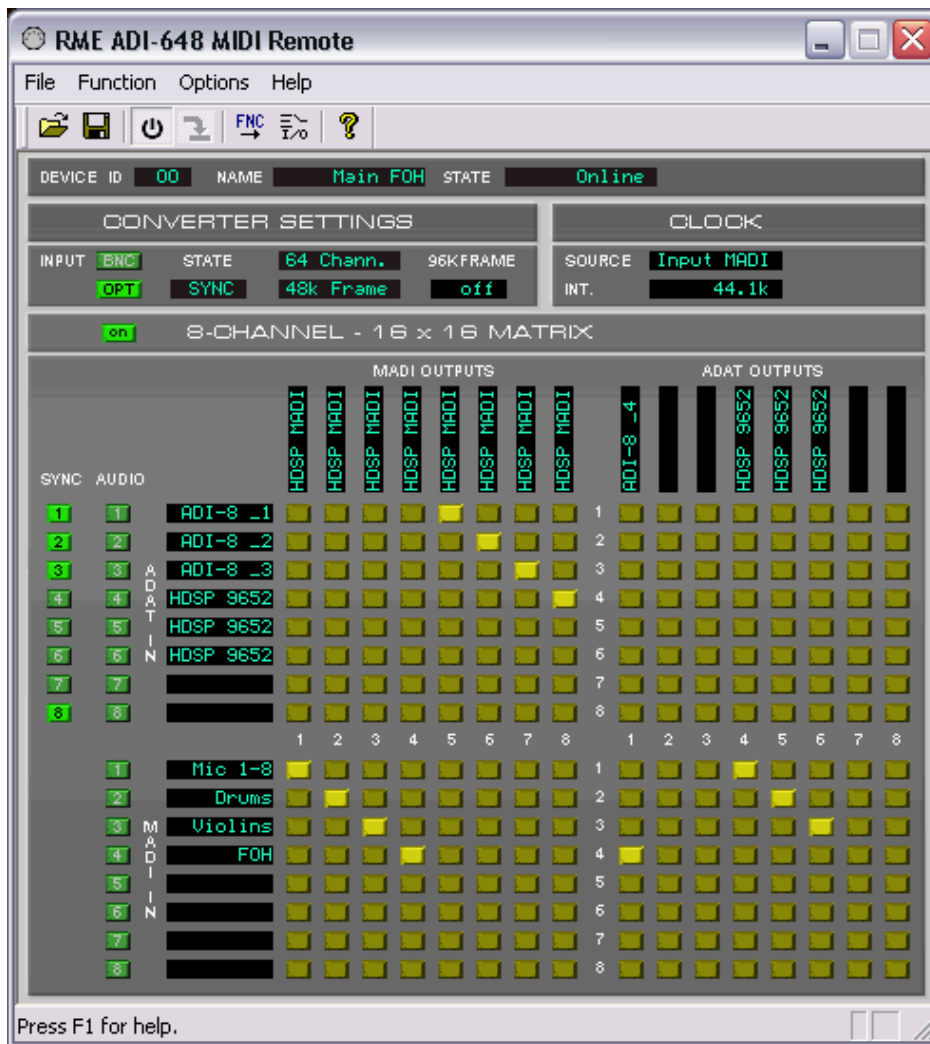 RME ADI-648 MIDI Remote
File Function Options Help
FNC I/O ?
DEVICE ID 00 NAME Main FOH STATE Online
CONVERTER SETTINGS CLOCK
INPUT BNC STATE 64 Chann. 96KFRAME SOURCE Input MADI
OPT SYNC 48k Frame off INT. 44.1k
on 8-CHANNEL - 16 x 16 MATRIX
MADI OUTPUTS ADAT OUTPUTS
HDSP MADI HDSP MADI HDSP MADI HDSP MADI HDSP MADI HDSP MADI HDSP MADI HDSP MADI ADI-8 _4 HDSP 9652 HDSP 9652 HDSP 9652
SYNC AUDIO
ADAT IN
1 1 ADI-8 _1 1
2 2 ADI-8 _2 2
3 3 ADI-8 _3 3
4 4 HDSP 9652 4
5 5 HDSP 9652 5
6 6 HDSP 9652 6
7 7 7
8 8 8
1 2 3 4 5 6 7 8 1 2 3 4 5 6 7 8
MADI IN
1 Mic 1-8 1
2 Drums 2
3 Violins 3
4 FOH 4
5 5
6 6
7 7
8 8
Press F1 for help.